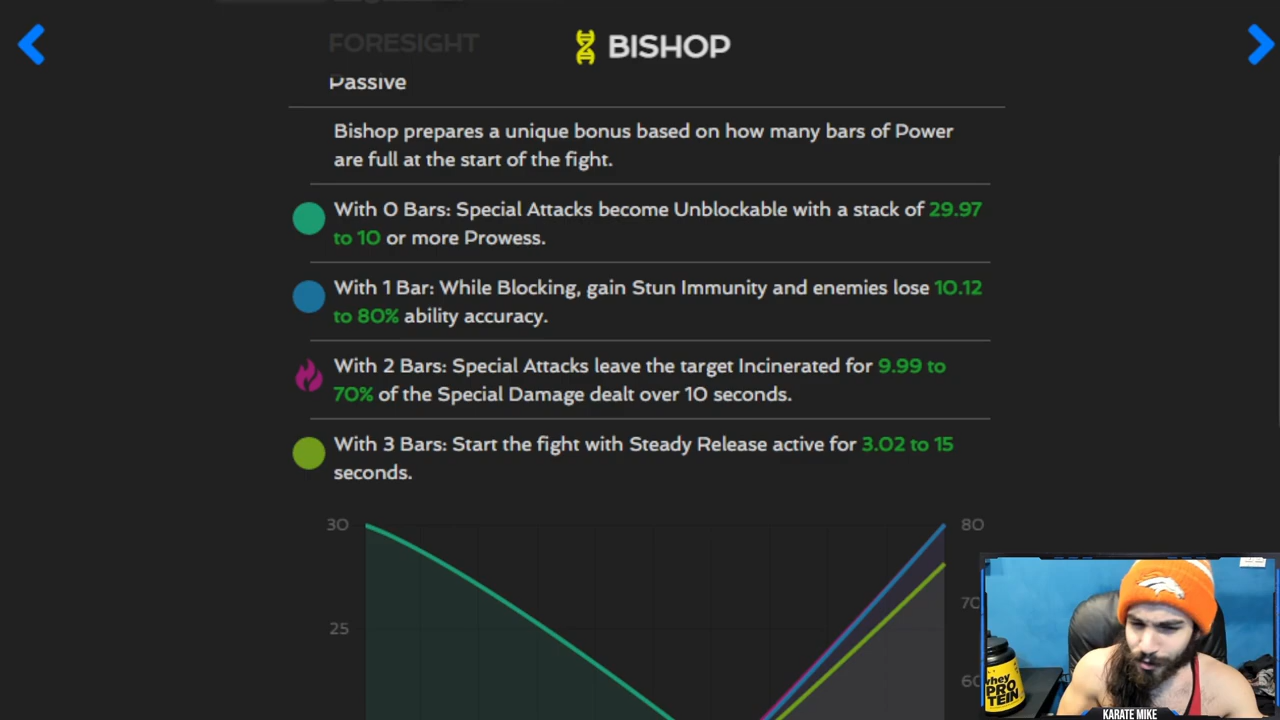 FORESIGHT
BISHOP
Passive
Bishop prepares a unique bonus based on how many bars of Power
are full at the start of the fight.
With 0 Bars: Special Attacks become Unblockable with a stack of 29.97
to 10 or more Prowess.
With 1 Bar: While Blocking, gain Stun Immunity and enemies lose 10.12
to 80% ability accuracy.
With 2 Bars: Special Attacks leave the target Incinerated for 9.99 to
70% of the Special Damage dealt over 10 seconds.
With 3 Bars: Start the fight with Steady Release active for 3.02 to 15
seconds.
30
80
25
70
60
whey
PRO
TEIN
KARATE MIKE